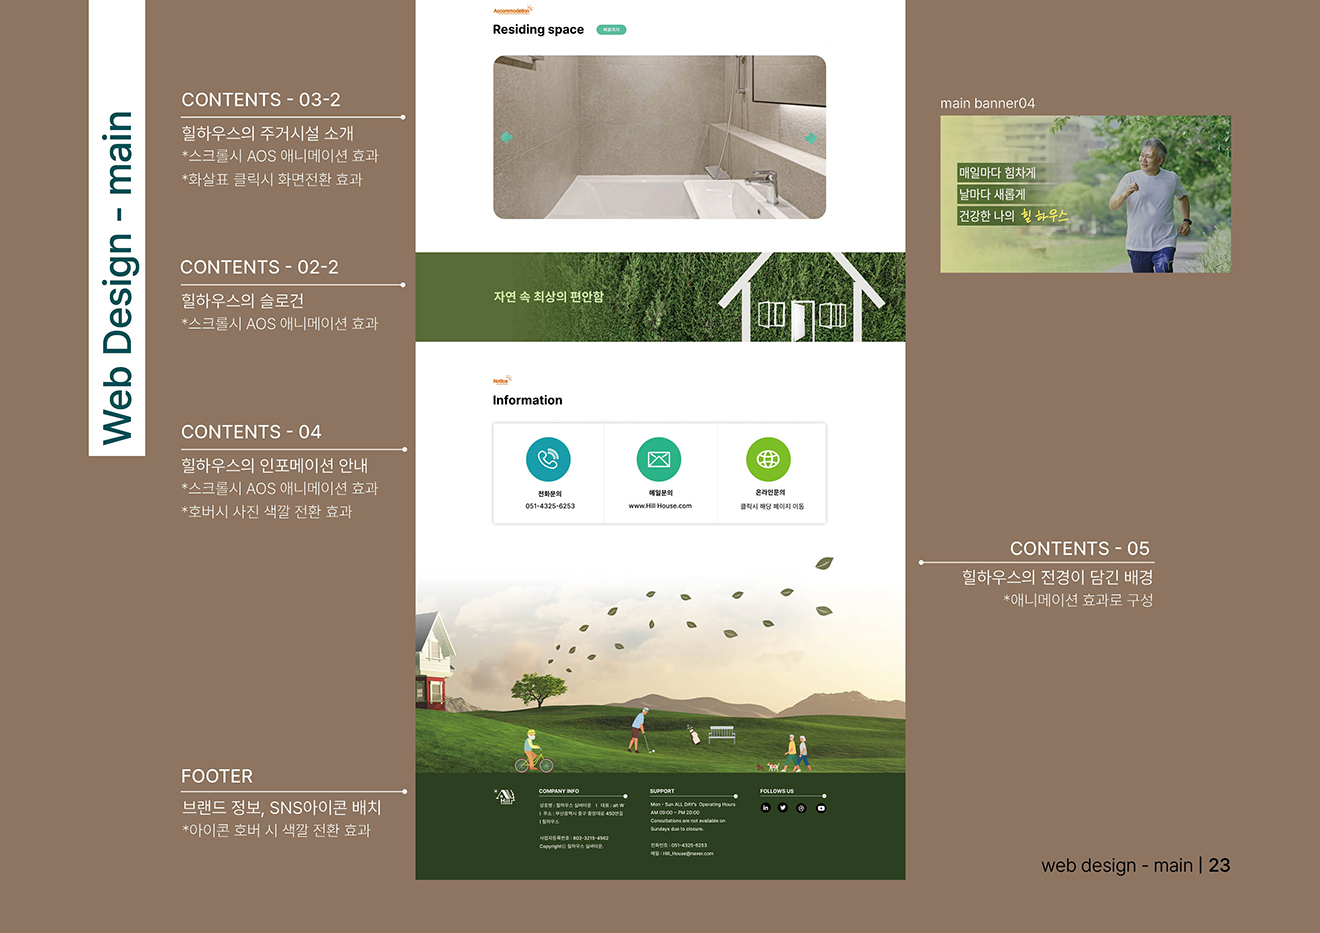 Web Design - main
CONTENTS - 03-2
힐하우스의 주거시설 소개
*스크롤시 AOS 애니메이션 효과
*화살표 클릭시 화면전환 효과
CONTENTS - 02-2
힐하우스의 슬로건
*스크롤시 AOS 애니메이션 효과
CONTENTS - 04
힐하우스의 인포메이션 안내
*스크롤시 AOS 애니메이션 효과
*호버시 사진 색깔 전환 효과
FOOTER
브랜드 정보, SNS아이콘 배치
*아이콘 호버 시 색깔 전환 효과
Accommodation
Residing space
바로가기
자연 속 최상의 편안함
Notice
Information
전화문의
051-4325-6253
메일문의
www.Hill House.com
온라인문의
클릭시 해당 페이지 이동
COMPANY INFO
상호명 : 힐하우스 실버타운 I 대표 : alt W
I 주소 : 부산광역시 중구 중앙대로 450번길
I 힐하우스
사업자등록번호 : 602-3215-4562
Copyrightⓒ 힐하우스 실버타운.
SUPPORT
Mon - Sun ALL DAY's Operating Hours
AM 09:00 ~ PM 20:00
Consultations are not available on
Sundays due to closure.
전화번호 : 051-4325-6253
메일 : Hill_House@naver.com
FOLLOWS US
main banner04
매일마다 힘차게
날마다 새롭게
건강한 나의 힐 하우스
CONTENTS - 05
힐하우스의 전경이 담긴 배경
*애니메이션 효과로 구성
web design - main | 23